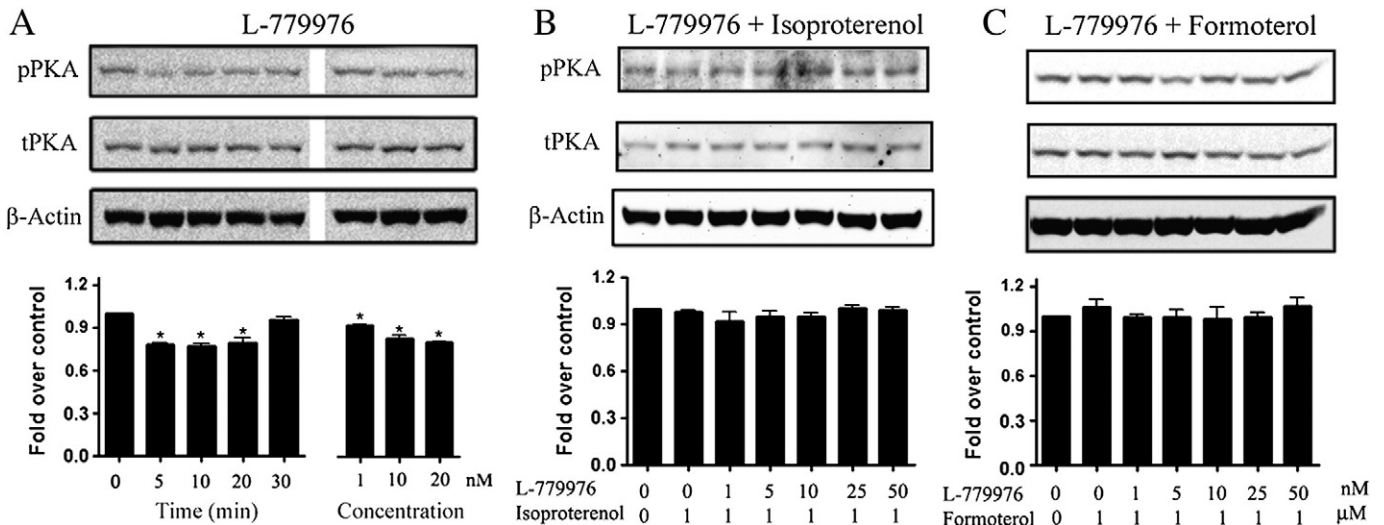 A
L-779976
B
L-779976 + Isoproterenol
C
L-779976 + Formoterol
pPKA
tPKA
β-Actin
pPKA
tPKA
β-Actin
Fold over control
1.2
0.9
0.6
0.3
0.0
* * * * * *
0 5 10 20 30 1 10 20 nM
Time (min) Concentration
Fold over control
1.2
0.9
0.6
0.3
0.0
L-779976 0 0 1 5 10 25 50
Isoproterenol 0 1 1 1 1 1 1
Fold over control
1.2
0.9
0.6
0.3
0.0
L-779976 0 0 1 5 10 25 50 nM
Formoterol 0 1 1 1 1 1 1 μM